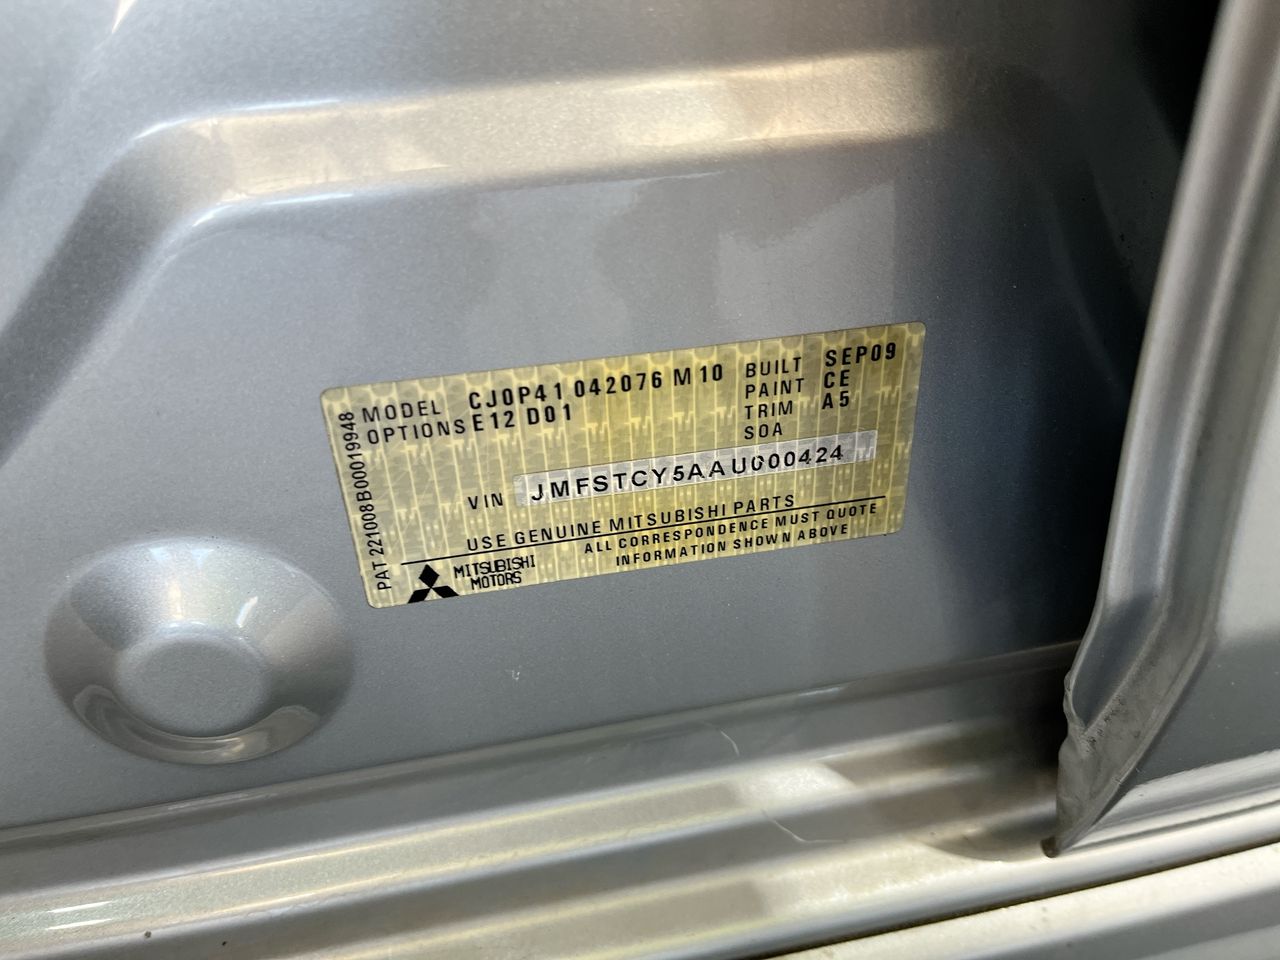 MODEL CJ0P41 042076 M10
OPTIONS E12 D01
BUILT SEP09
PAINT CE
TRIM A5
SOA
VIN JMFSTCY5AAU000424
USE GENUINE MITSUBISHI PARTS
ALL CORRESPONDENCE MUST QUOTE
INFORMATION SHOWN ABOVE
MITSUBISHI
MOTORS
PAT 221008B00019948